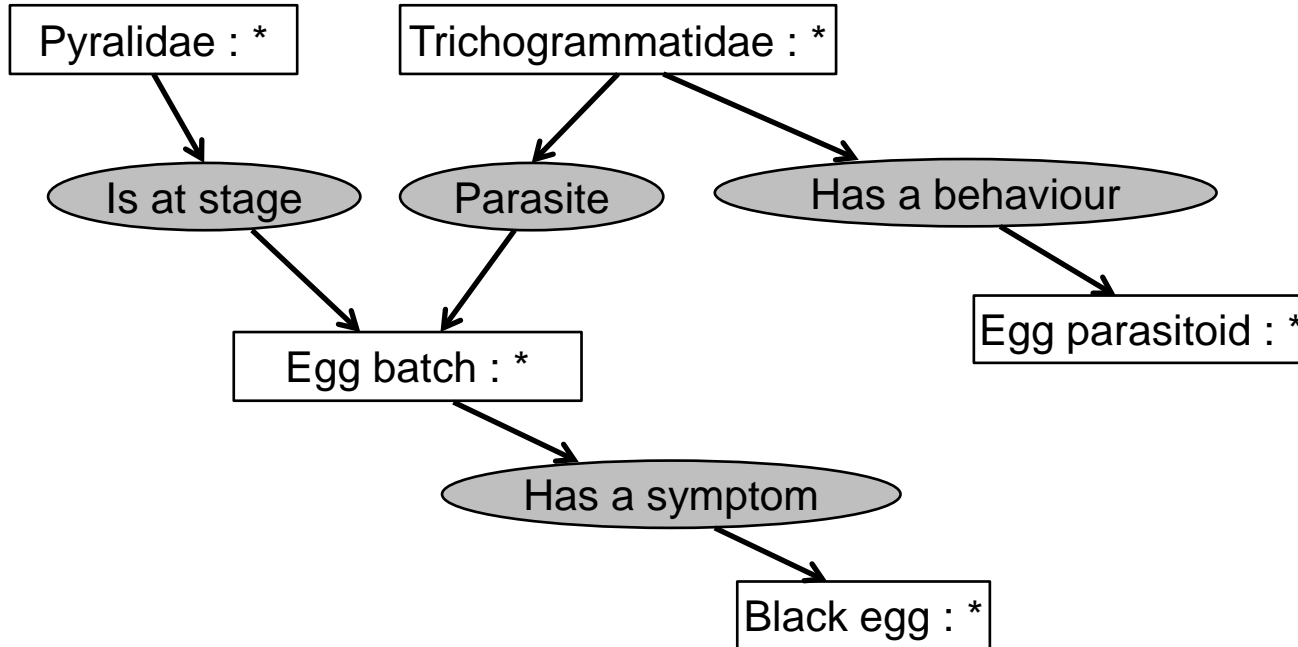 Pyralidae : *
Trichogrammatidae : *
Is at stage
Parasite
Has a behaviour
Egg parasitoid : *
Egg batch : *
Has a symptom
Black egg : *